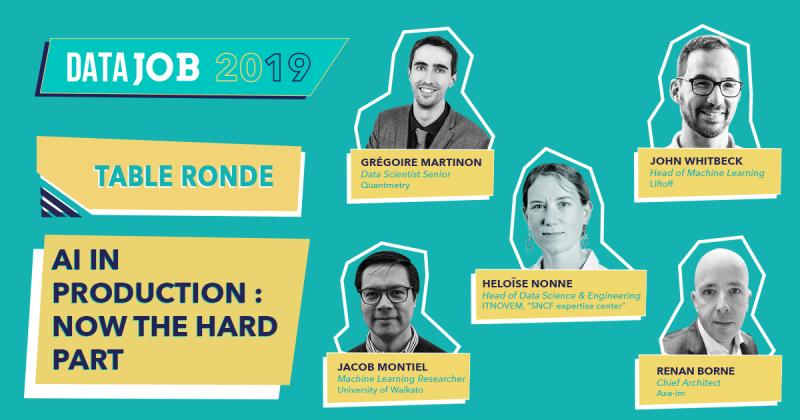 DATA JOB 2019
TABLE RONDE
AI IN
PRODUCTION :
NOW THE HARD
PART
GRÉGOIRE MARTINON
Data Scientist Senior
Quantmetry
JOHN WHITBECK
Head of Machine Learning
Liftoff
HELOÏSE NONNE
Head of Data Science & Engineering
ITNOVEM, "SNCF expertise center"
JACOB MONTIEL
Machine Learning Researcher
University of Waikato
RENAN BORNE
Chief Architect
Axa-im